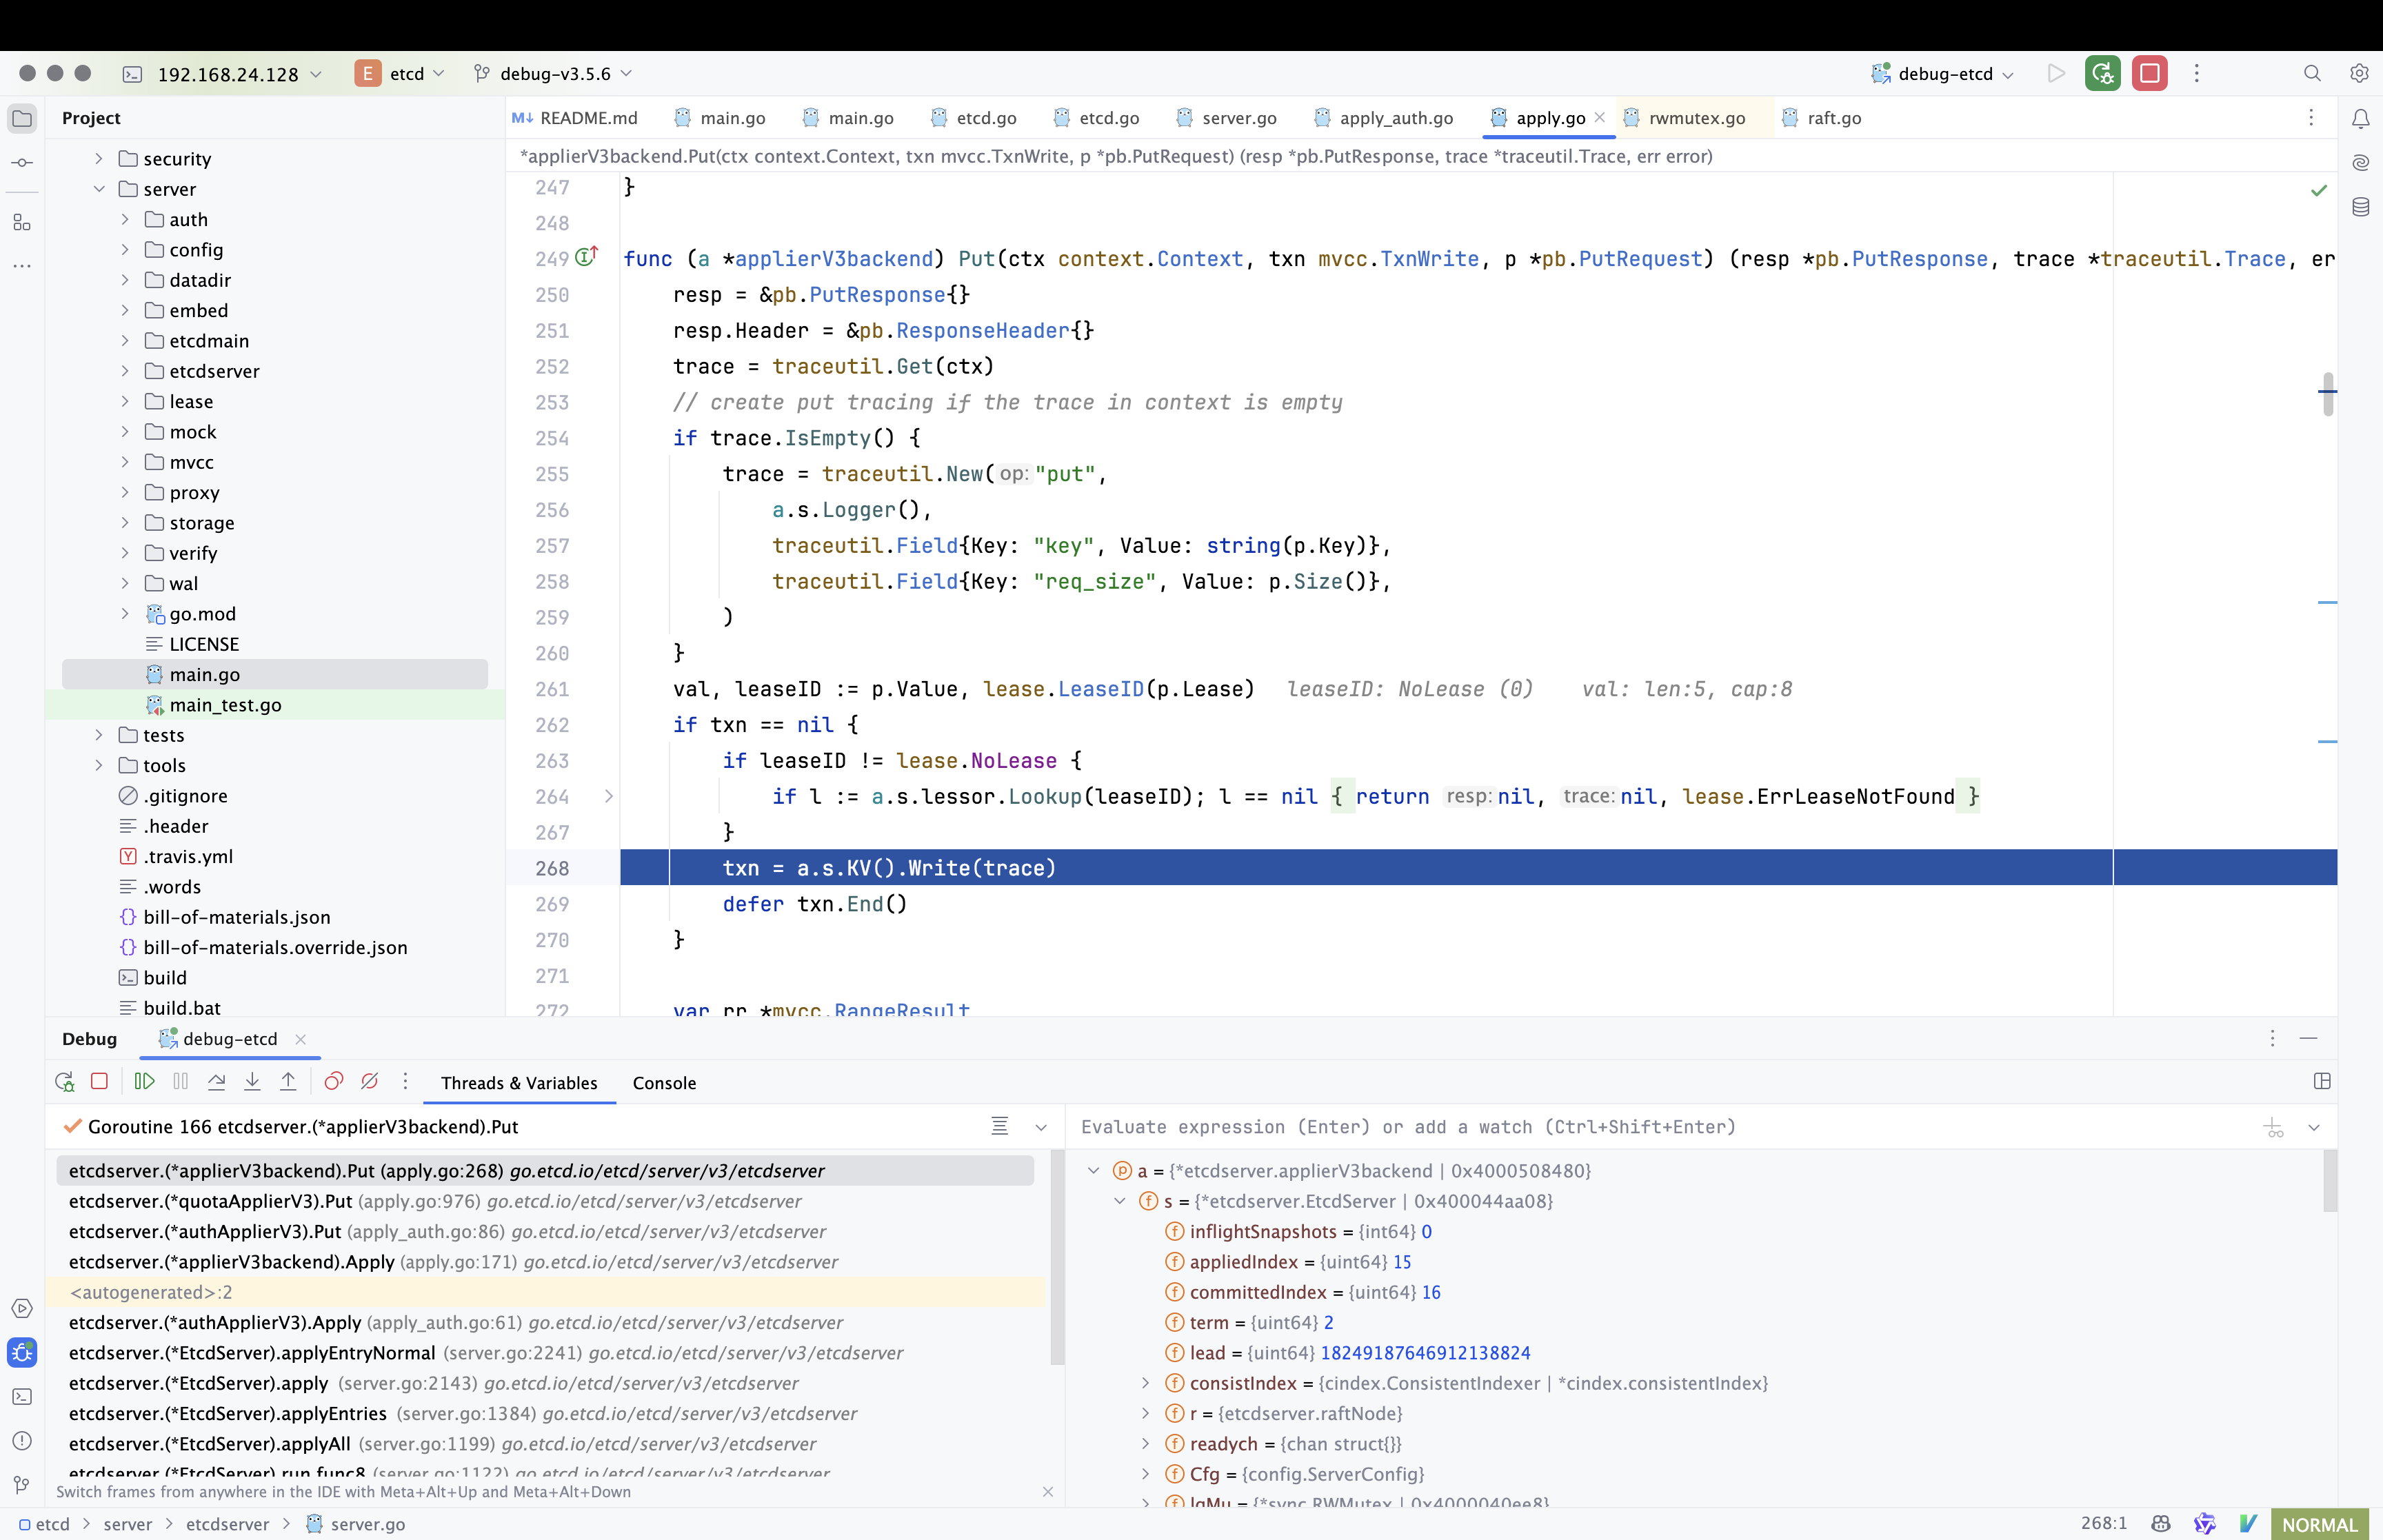 192.168.24.128 E etcd debug-v3.5.6 debug-etcd
Project
M↓ README.md main.go main.go etcd.go etcd.go server.go apply_auth.go apply.go rwmutex.go raft.go
*applierV3backend.Put(ctx context.Context, txn mvcc.TxnWrite, p *pb.PutRequest) (resp *pb.PutResponse, trace *traceutil.Trace, err error)
security
server
auth
config
datadir
embed
etcdmain
etcdserver
lease
mock
mvcc
proxy
storage
verify
wal
go.mod
LICENSE
main.go
main_test.go
tests
tools
.gitignore
.header
.travis.yml
.words
bill-of-materials.json
bill-of-materials.override.json
build
build.bat
247 }
248
249 func (a *applierV3backend) Put(ctx context.Context, txn mvcc.TxnWrite, p *pb.PutRequest) (resp *pb.PutResponse, trace *traceutil.Trace, er
250 resp = &pb.PutResponse{}
251 resp.Header = &pb.ResponseHeader{}
252 trace = traceutil.Get(ctx)
253 // create put tracing if the trace in context is empty
254 if trace.IsEmpty() {
255 trace = traceutil.New( op: "put",
256 a.s.Logger(),
257 traceutil.Field{Key: "key", Value: string(p.Key)},
258 traceutil.Field{Key: "req_size", Value: p.Size()},
259 )
260 }
261 val, leaseID := p.Value, lease.LeaseID(p.Lease) leaseID: NoLease (0) val: len:5, cap:8
262 if txn == nil {
263 if leaseID != lease.NoLease {
264 if l := a.s.lessor.Lookup(leaseID); l == nil { return resp: nil, trace: nil, lease.ErrLeaseNotFound }
267 }
268 txn = a.s.KV().Write(trace)
269 defer txn.End()
270 }
271
272 var rr *mvcc.RangeResult
Debug debug-etcd
Threads & Variables Console
Goroutine 166 etcdserver.(*applierV3backend).Put
etcdserver.(*applierV3backend).Put (apply.go:268) go.etcd.io/etcd/server/v3/etcdserver
etcdserver.(*quotaApplierV3).Put (apply.go:976) go.etcd.io/etcd/server/v3/etcdserver
etcdserver.(*authApplierV3).Put (apply_auth.go:86) go.etcd.io/etcd/server/v3/etcdserver
etcdserver.(*applierV3backend).Apply (apply.go:171) go.etcd.io/etcd/server/v3/etcdserver
<autogenerated>:2
etcdserver.(*authApplierV3).Apply (apply_auth.go:61) go.etcd.io/etcd/server/v3/etcdserver
etcdserver.(*EtcdServer).applyEntryNormal (server.go:2241) go.etcd.io/etcd/server/v3/etcdserver
etcdserver.(*EtcdServer).apply (server.go:2143) go.etcd.io/etcd/server/v3/etcdserver
etcdserver.(*EtcdServer).applyEntries (server.go:1384) go.etcd.io/etcd/server/v3/etcdserver
etcdserver.(*EtcdServer).applyAll (server.go:1199) go.etcd.io/etcd/server/v3/etcdserver
etcdserver.(*EtcdServer).run.func8 (server.go:1122) go.etcd.io/etcd/server/v3/etcdserver
Switch frames from anywhere in the IDE with Meta+Alt+Up and Meta+Alt+Down
Evaluate expression (Enter) or add a watch (Ctrl+Shift+Enter)
a = {*etcdserver.applierV3backend | 0x4000508480}
s = {*etcdserver.EtcdServer | 0x400044aa08}
inflightSnapshots = {int64} 0
appliedIndex = {uint64} 15
committedIndex = {uint64} 16
term = {uint64} 2
lead = {uint64} 18249187646912138824
consistIndex = {cindex.ConsistentIndexer | *cindex.consistentIndex}
r = {etcdserver.raftNode}
readych = {chan struct{}}
Cfg = {config.ServerConfig}
lgMu = {*sync.RWMutex | 0x4000040ee8}
etcd > server > etcdserver > server.go
268:1 NORMAL